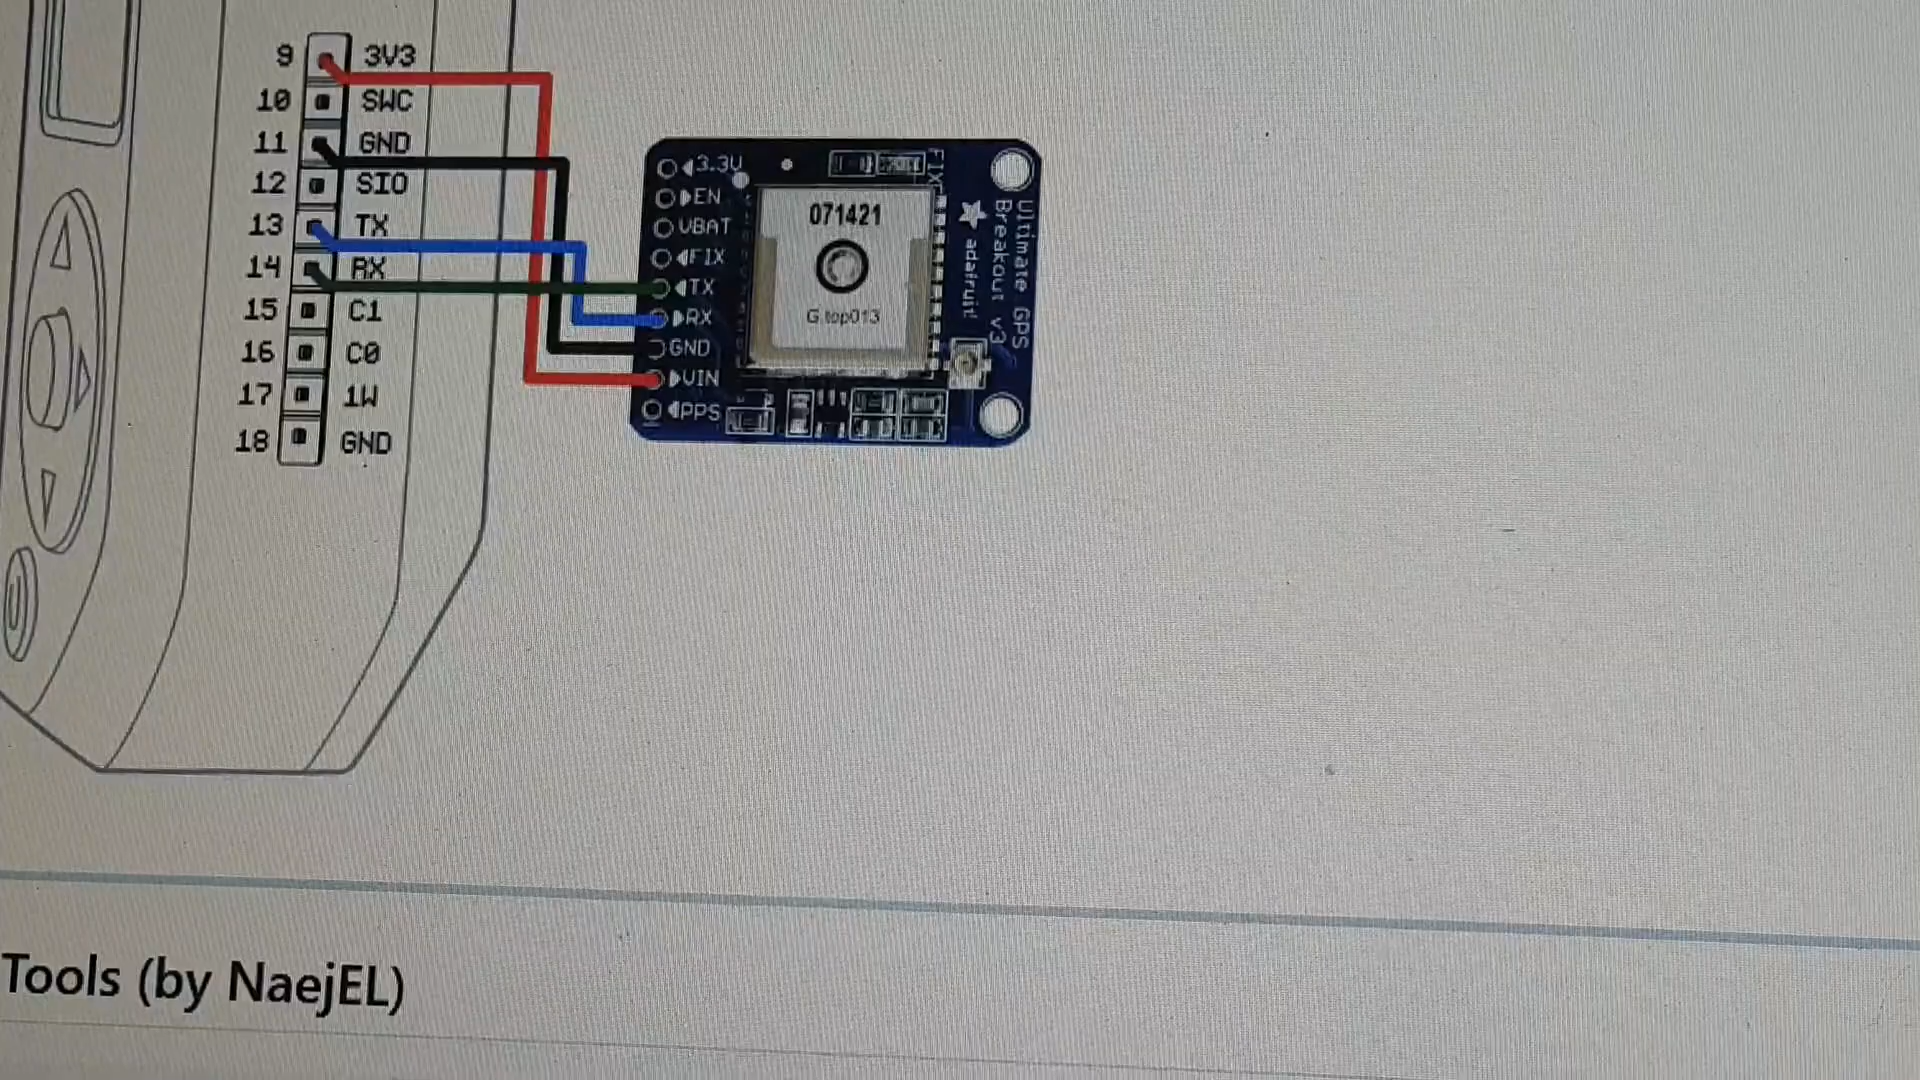 9 3V3
10 SWC
11 GND
12 SIO
13 TX
14 RX
15 C1
16 C0
17 1W
18 GND
3.3V
EN
VBAT
FIX
TX
RX
GND
VIN
PPS
FIX
071421
G.top013
adafruit!
Ultimate GPS
Breakout v3
Tools (by NaejEL)